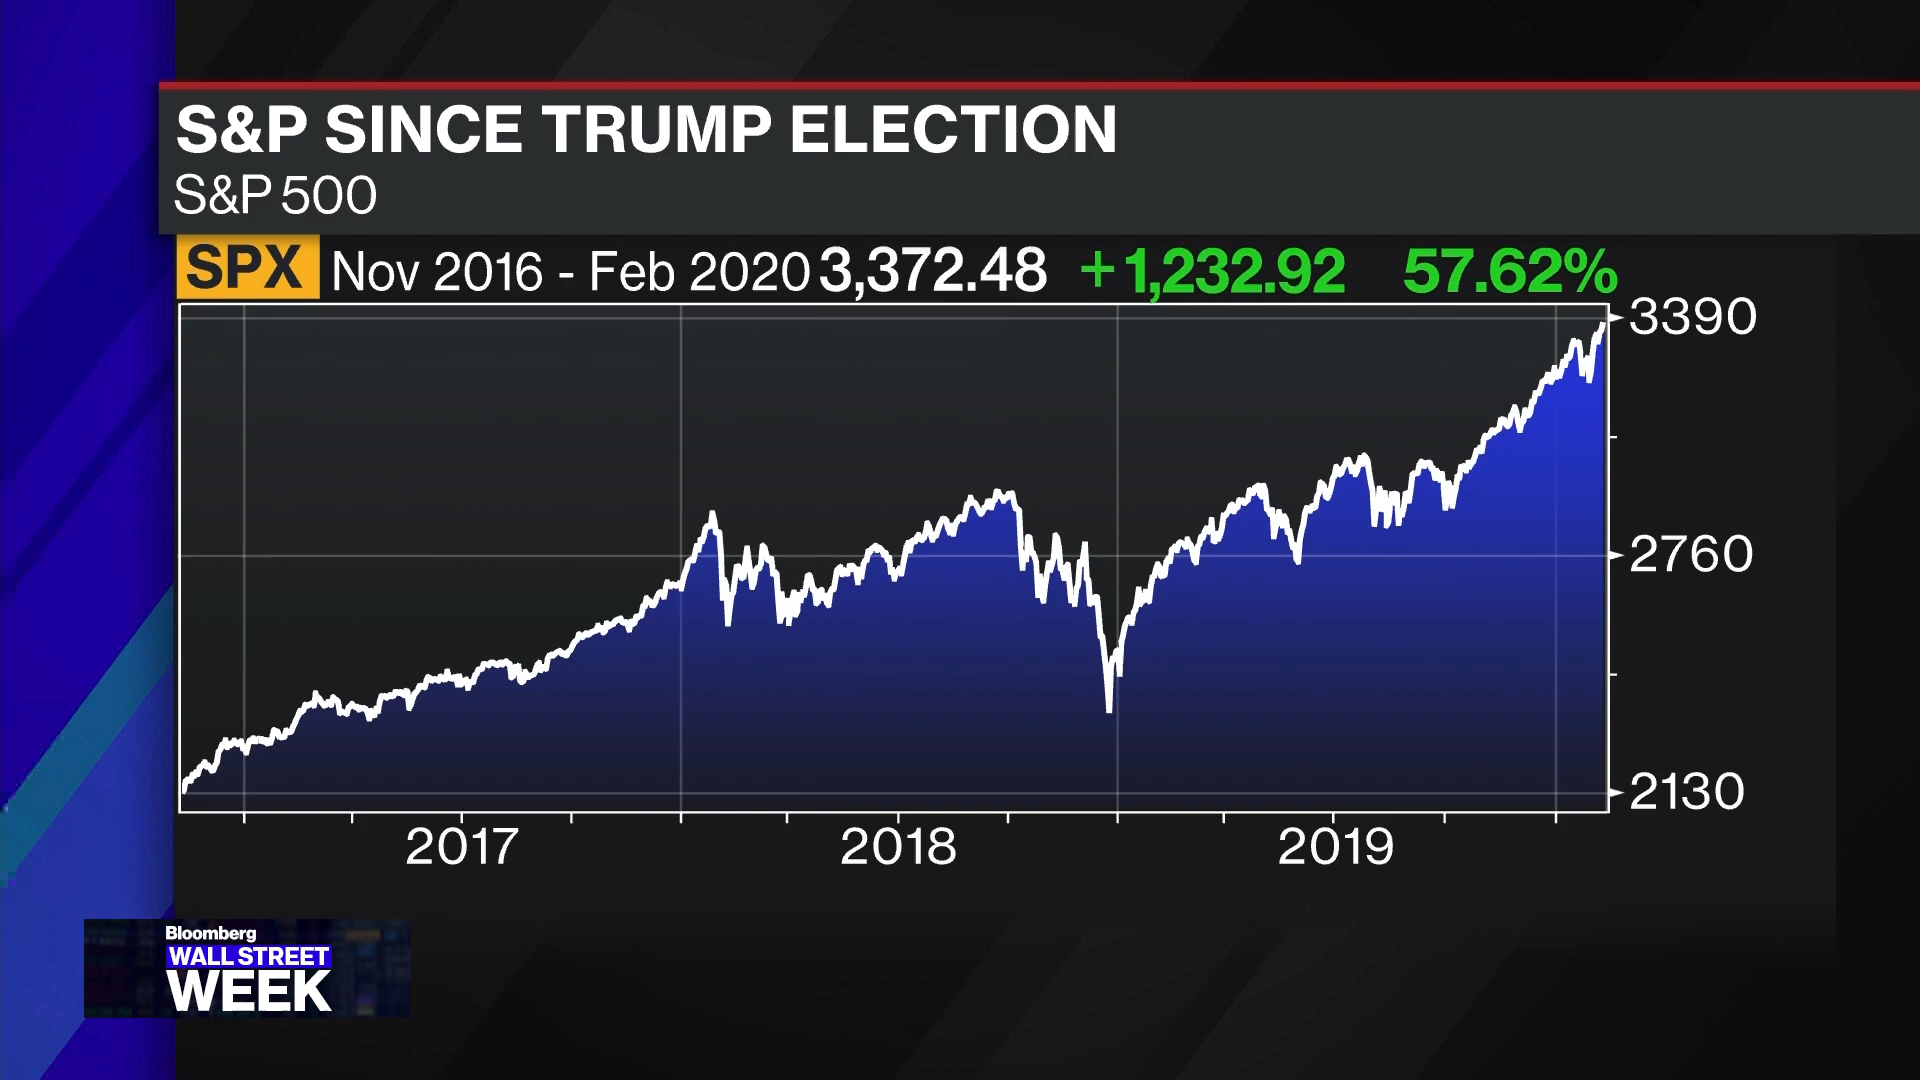 S&P SINCE TRUMP ELECTION
S&P 500
SPX Nov 2016 - Feb 2020 3,372.48 +1,232.92 57.62%
3390
2760
2130
2017 2018 2019
Bloomberg
WALL STREET
WEEK